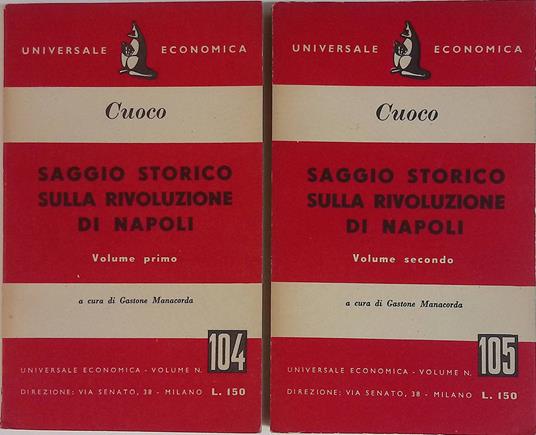 UNIVERSALE ECONOMICA
Cuoco
SAGGIO STORICO
SULLA RIVOLUZIONE
DI NAPOLI
Volume primo
a cura di Gastone Manacorda
UNIVERSALE ECONOMICA - VOLUME N. 104
DIREZIONE: VIA SENATO, 38 - MILANO L. 150
UNIVERSALE ECONOMICA
Cuoco
SAGGIO STORICO
SULLA RIVOLUZIONE
DI NAPOLI
Volume secondo
a cura di Gastone Manacorda
UNIVERSALE ECONOMICA - VOLUME N. 105
DIREZIONE: VIA SENATO, 38 - MILANO L. 150